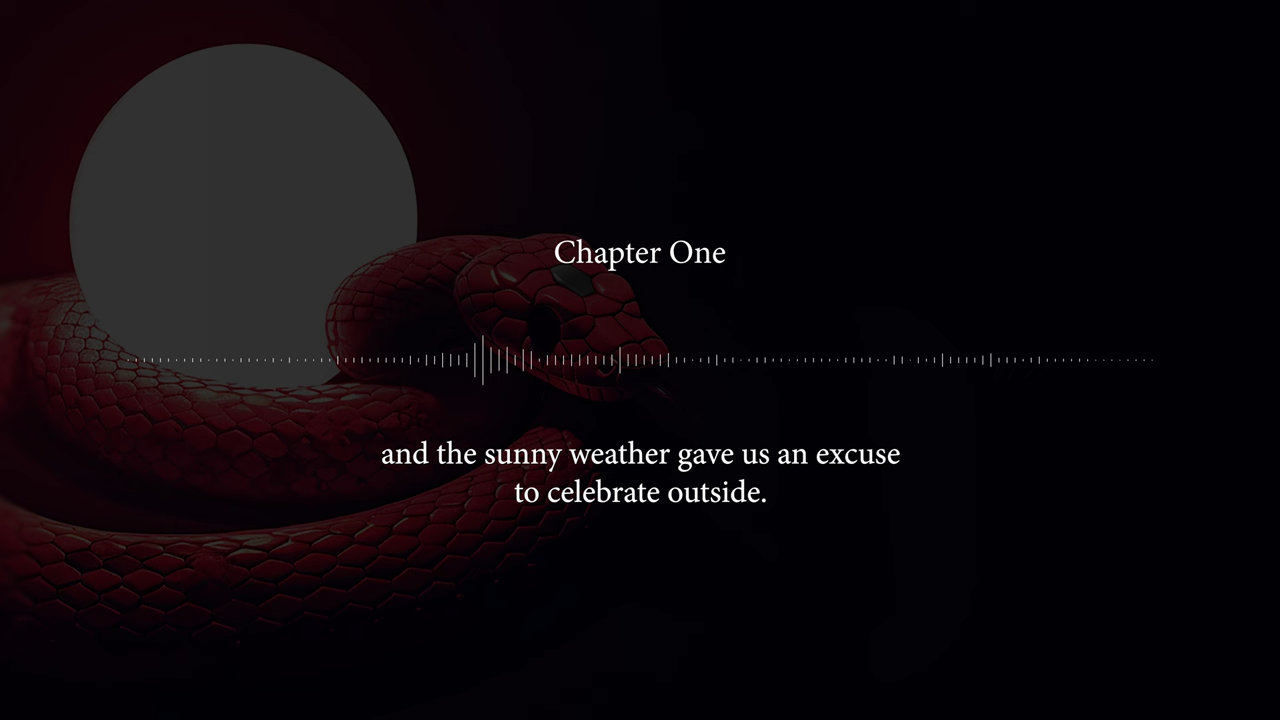 Chapter One
and the sunny weather gave us an excuse
to celebrate outside.